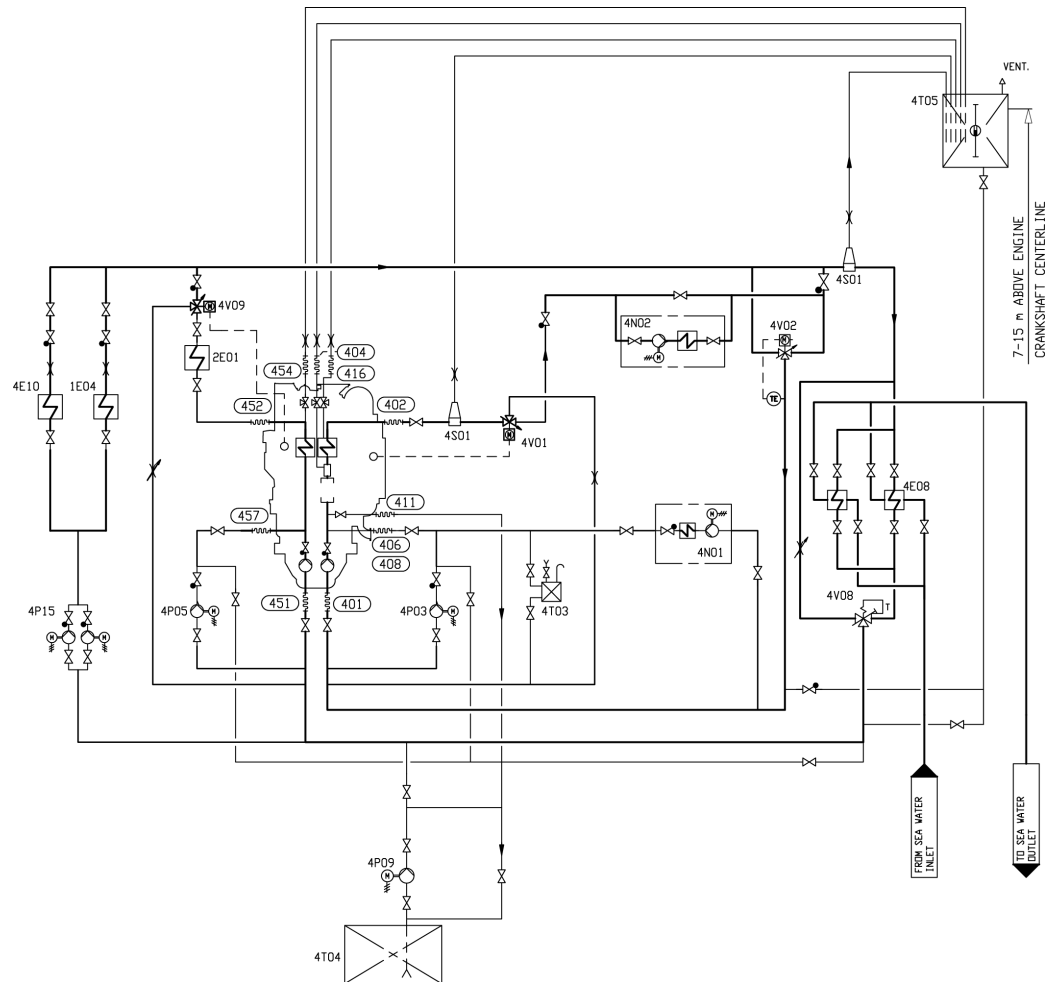 VENT.
4T05
7-15 m ABOVE ENGINE
CRANKSHAFT CENTERLINE
4S01
4V09
M
4N02
M
4V02
M
2E01
404
454
416
4E10
1E04
TE
452
402
4S01
4V01
M
411
4E08
457
406
408
M
4N01
4P15
M
M
4P05
M
451
401
4P03
M
4T03
4V08
T
4P09
M
FROM SEA WATER
INLET
TO SEA WATER
OUTLET
4T04